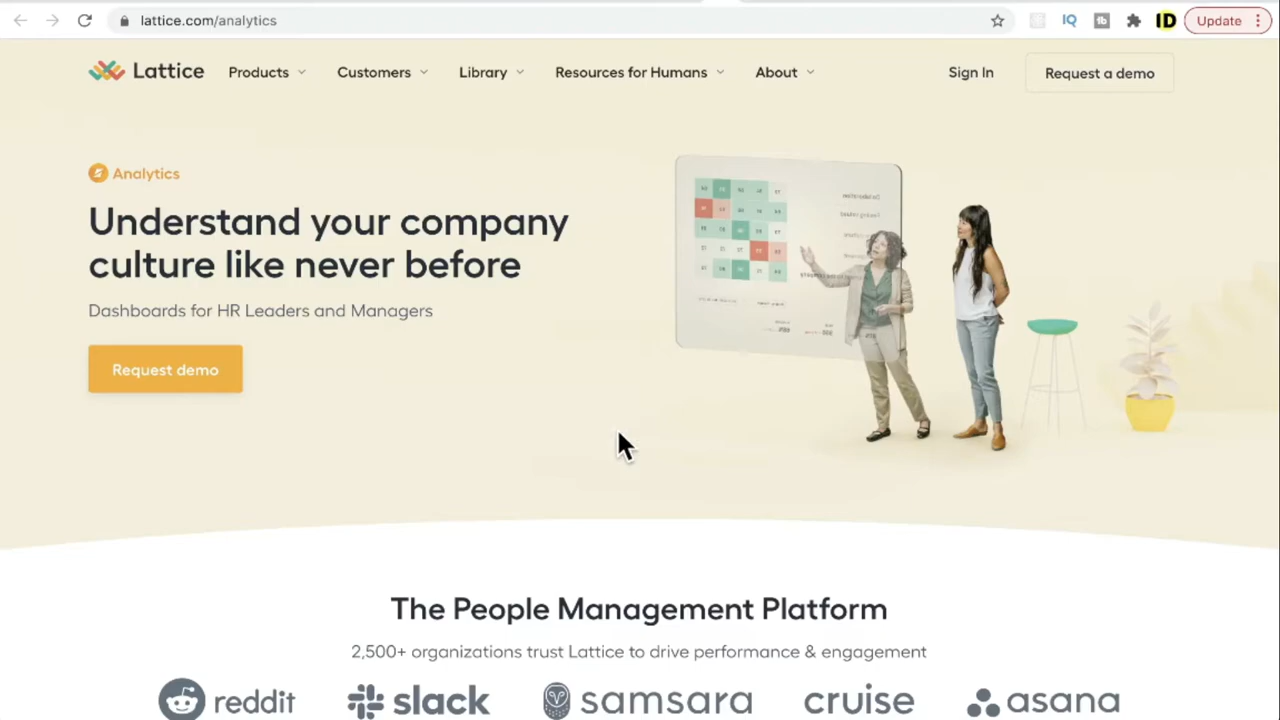 lattice.com/analytics
IQ
ID
Update
Lattice
Products
Customers
Library
Resources for Humans
About
Sign In
Request a demo
Analytics
Understand your company
culture like never before
Dashboards for HR Leaders and Managers
Request demo
The People Management Platform
2,500+ organizations trust Lattice to drive performance & engagement
reddit
slack
samsara
cruise
asana